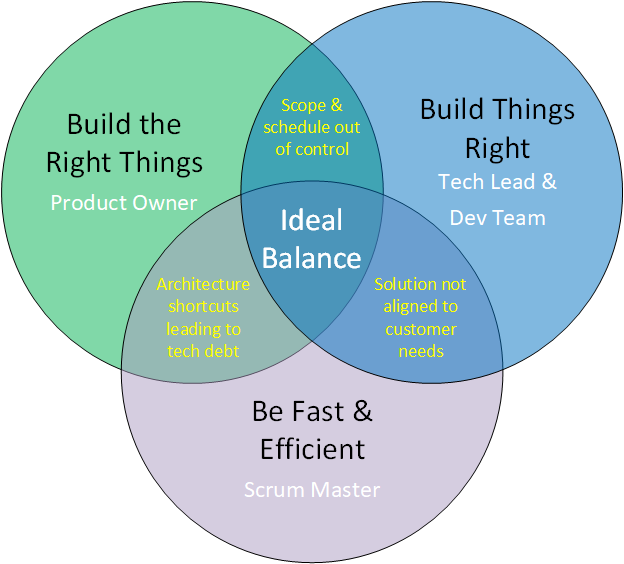 Build the
Right Things
Product Owner
Scope &
schedule out
of control
Build Things
Right
Tech Lead &
Dev Team
Ideal
Balance
Architecture
shortcuts
leading to
tech debt
Solution not
aligned to
customer
needs
Be Fast &
Efficient
Scrum Master